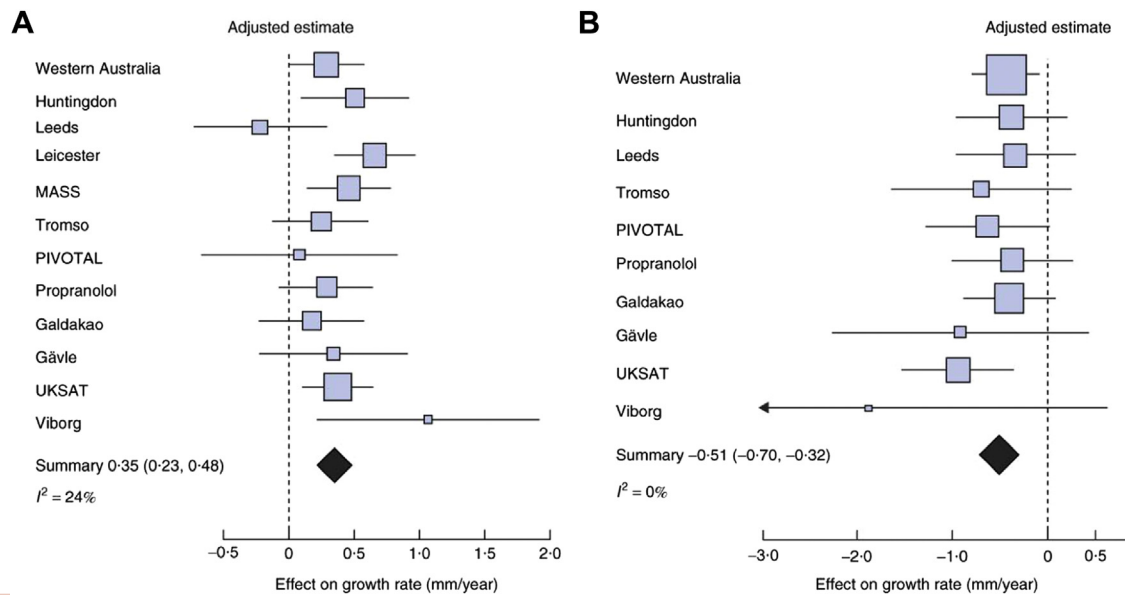 A
Adjusted estimate
Western Australia
Huntingdon
Leeds
Leicester
MASS
Tromso
PIVOTAL
Propranolol
Galdakao
Gävle
UKSAT
Viborg
Summary 0·35 (0·23, 0·48)
I² = 24%
−0·5 0 0·5 1·0 1·5 2·0
Effect on growth rate (mm/year)
B
Adjusted estimate
Western Australia
Huntingdon
Leeds
Tromso
PIVOTAL
Propranolol
Galdakao
Gävle
UKSAT
Viborg
Summary −0·51 (−0·70, −0·32)
I² = 0%
−3·0 −2·0 −1·0 0 0·5
Effect on growth rate (mm/year)